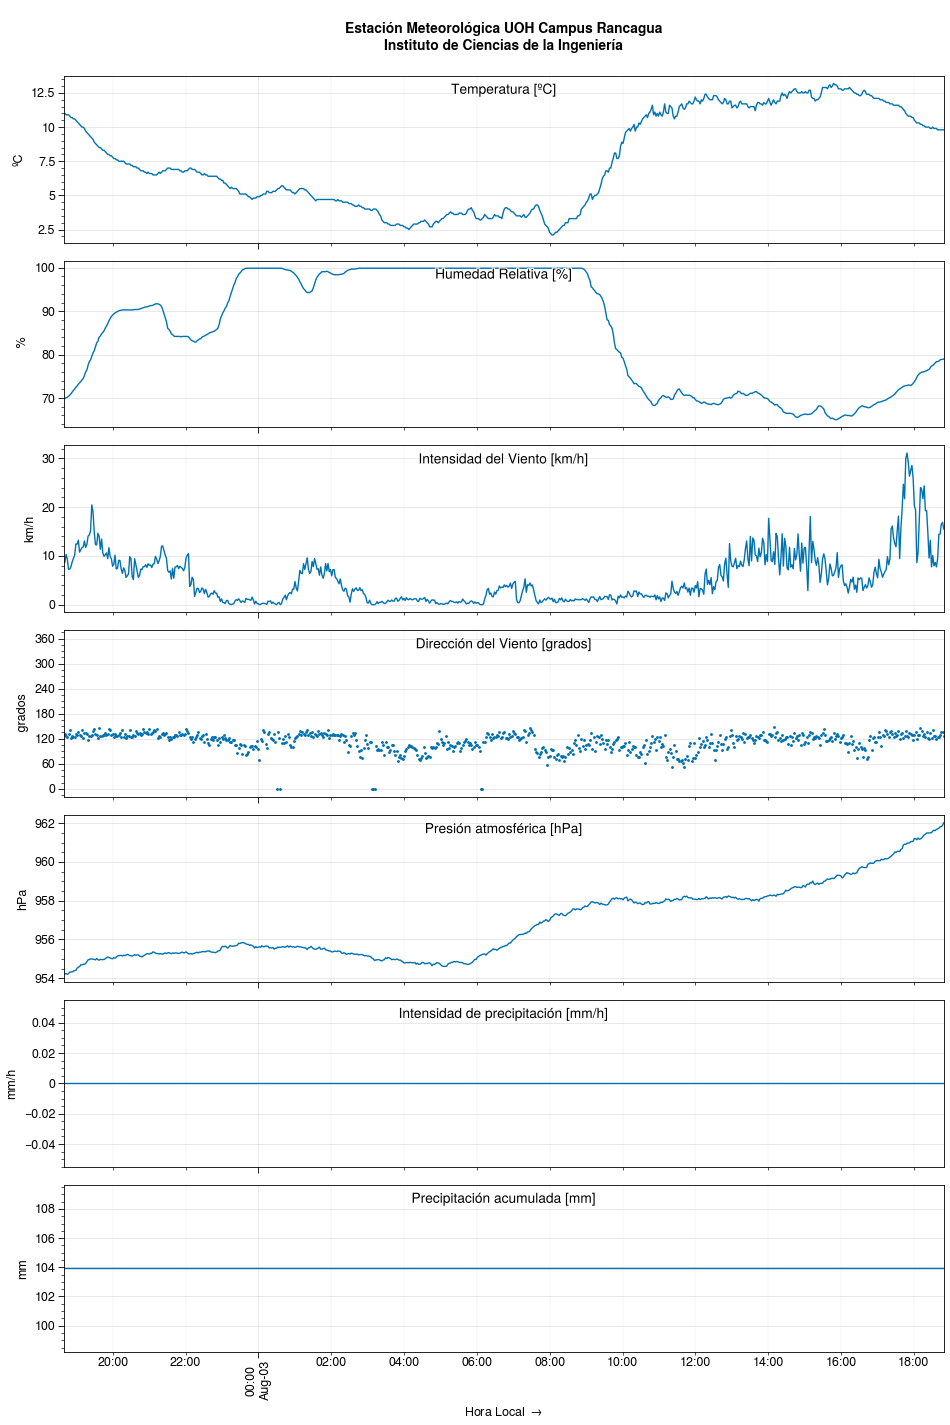 Estación Meteorológica UOH Campus Rancagua
Instituto de Ciencias de la Ingeniería
Temperatura [ºC]
12.5
10
7.5
5
2.5
ºC
Humedad Relativa [%]
100
90
80
70
%
Intensidad del Viento [km/h]
30
20
10
0
km/h
Dirección del Viento [grados]
360
300
240
180
120
60
0
grados
Presión atmosférica [hPa]
962
960
958
956
954
hPa
Intensidad de precipitación [mm/h]
0.04
0.02
0
−0.02
−0.04
mm/h
Precipitación acumulada [mm]
108
106
104
102
100
mm
20:00 22:00 00:00 02:00 04:00 06:00 08:00 10:00 12:00 14:00 16:00 18:00
Aug-03
Hora Local →